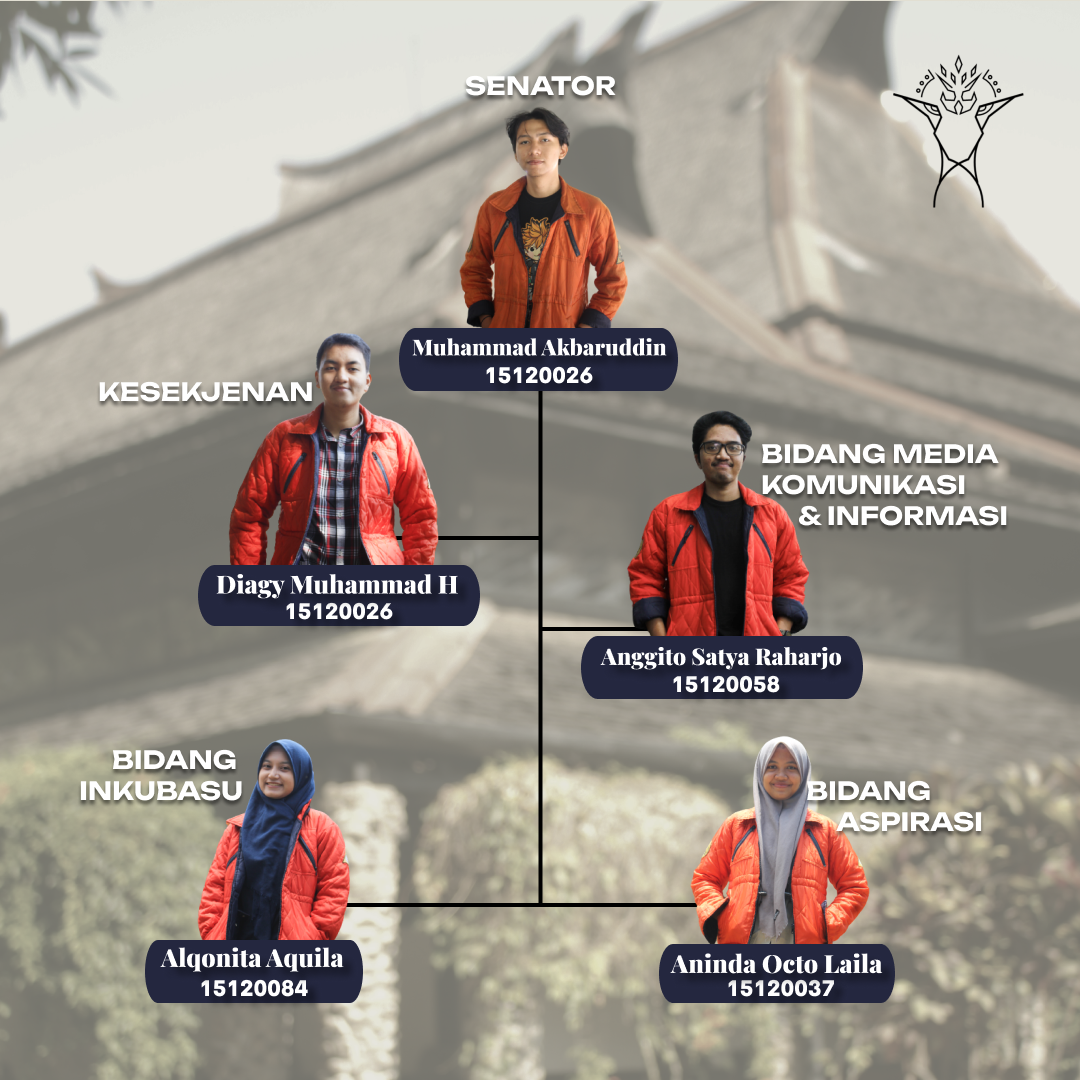 SENATOR
Muhammad Akbaruddin
15120026
KESEKJENAN
Diagy Muhammad H
15120026
BIDANG MEDIA
KOMUNIKASI
& INFORMASI
Anggito Satya Raharjo
15120058
BIDANG
INKUBASU
Alqonita Aquila
15120084
BIDANG
ASPIRASI
Aninda Octo Laila
15120037